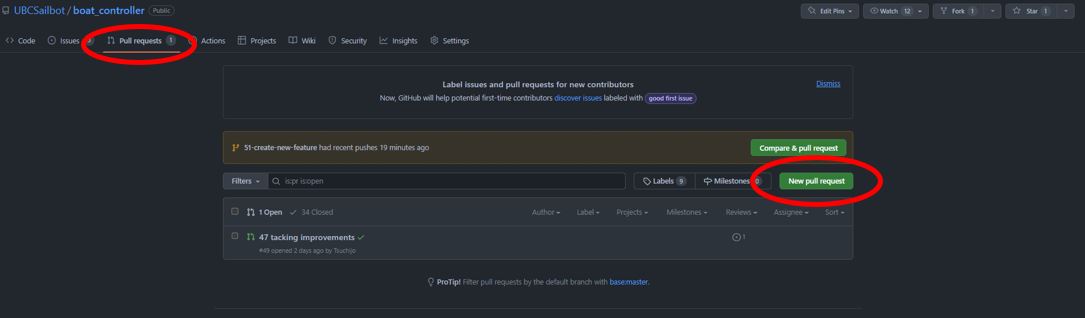 UBCSailbot / boat_controller Public
Edit Pins Watch 12 Fork 1 Star 1
Code Issues Pull requests 1 Actions Projects Wiki Security Insights Settings
Label issues and pull requests for new contributors
Dismiss
Now, GitHub will help potential first-time contributors discover issues labeled with good first issue
51-create-new-feature had recent pushes 19 minutes ago
Compare & pull request
Filters is:pr is:open Labels 9 Milestones 0 New pull request
1 Open 34 Closed Author Label Projects Milestones Reviews Assignee Sort
47 tacking improvements 1
#49 opened 2 days ago by Tsuchijo
ProTip! Filter pull requests by the default branch with base:master.